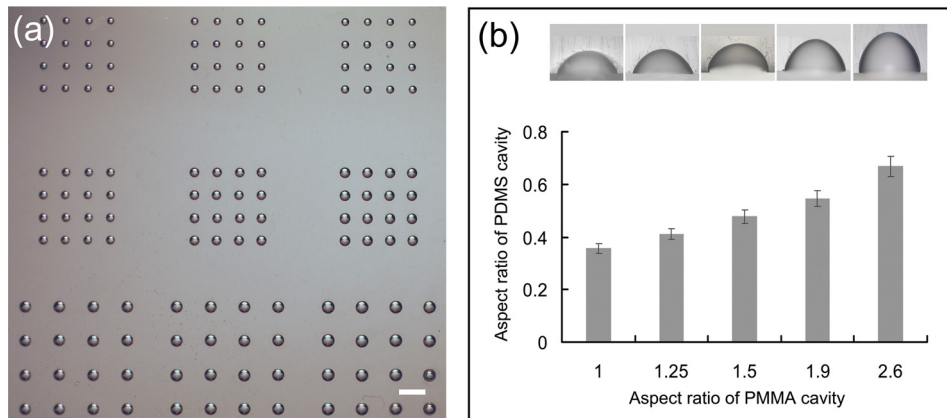 (a)
(b)
Aspect ratio of PDMS cavity
0.8
0.6
0.4
0.2
0
1 1.25 1.5 1.9 2.6
Aspect ratio of PMMA cavity